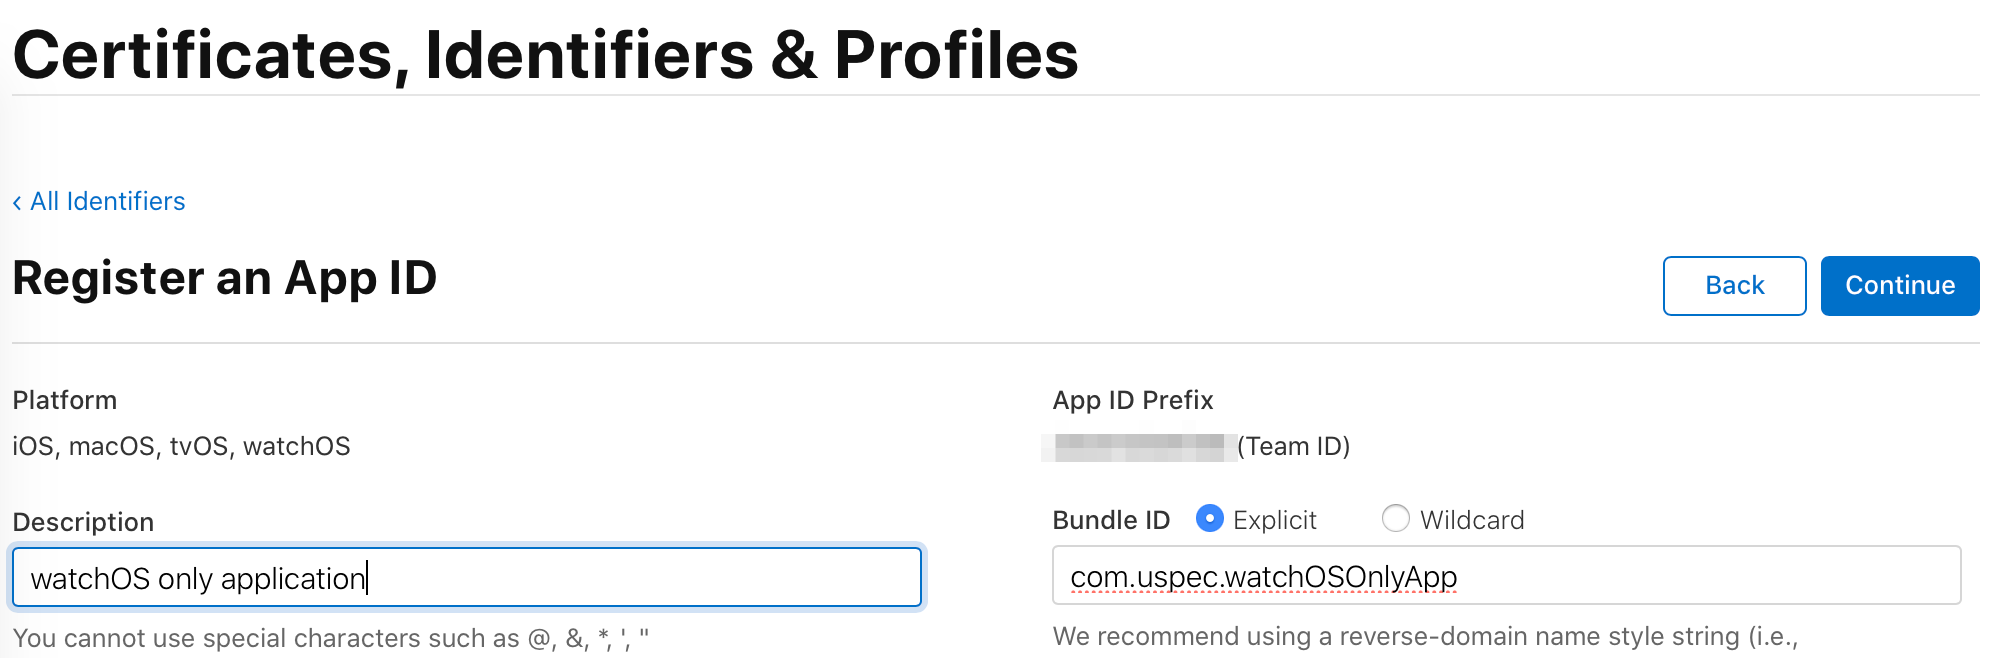 Certificates, Identifiers & Profiles
‹ All Identifiers
Register an App ID
Back
Continue
Platform
iOS, macOS, tvOS, watchOS
App ID Prefix
(Team ID)
Description
watchOS only application
You cannot use special characters such as @, &, *, ', "
Bundle ID
Explicit
Wildcard
com.uspec.watchOSOnlyApp
We recommend using a reverse-domain name style string (i.e.,